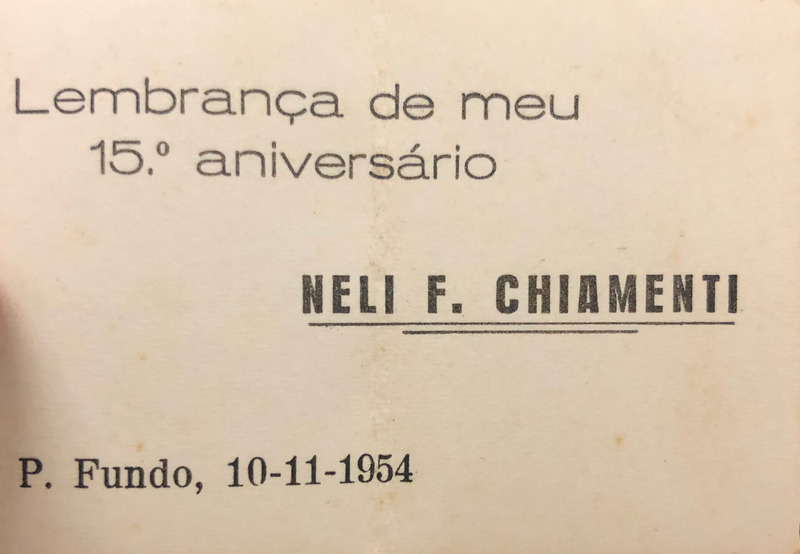 Lembrança de meu
15.º aniversário
NELI F. CHIAMENTI
P. Fundo, 10-11-1954